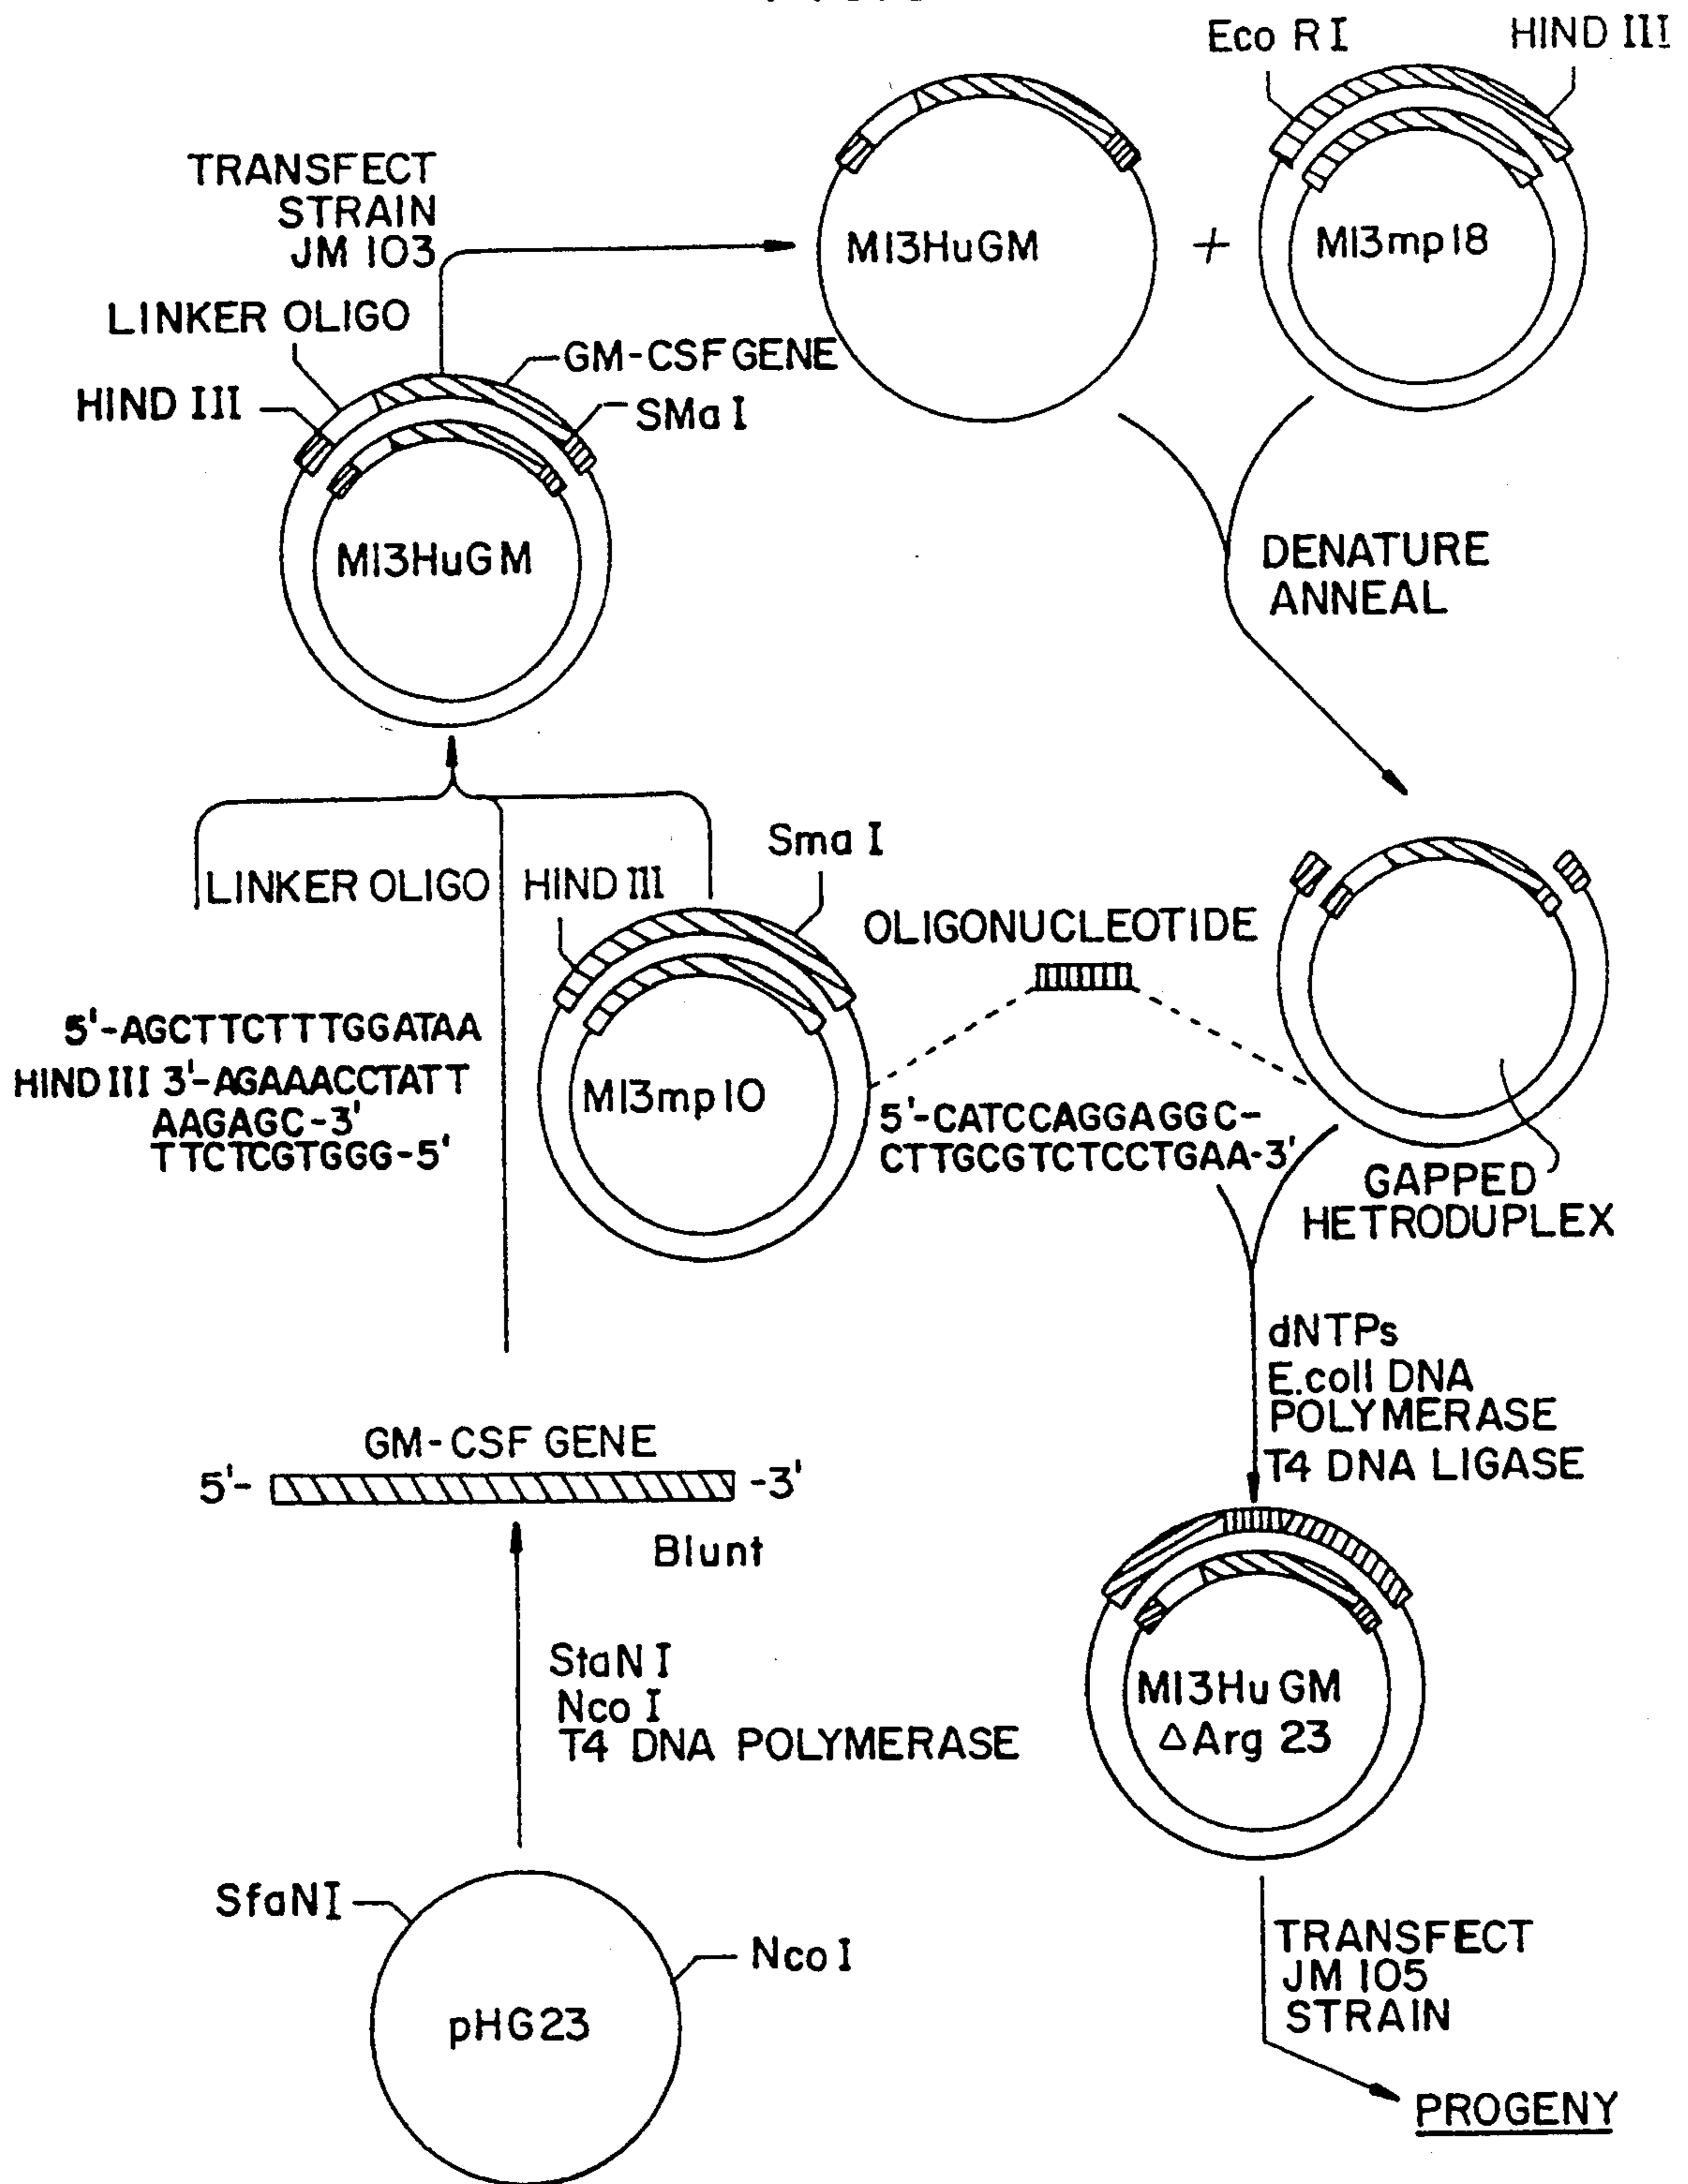 Eco RI
HIND III
TRANSFECT
STRAIN
JM 103
M13HuGM
+
M13mp18
LINKER OLIGO
GM-CSF GENE
HIND III
SMa I
M13HuGM
DENATURE
ANNEAL
Sma I
LINKER OLIGO
HIND III
OLIGONUCLEOTIDE
5'-AGCTTCTTTGGATAA
HIND III 3'-AGAAACCTATT
AAGAGC-3'
TTCTCGTGGG-5'
M13mp10
5'-CATCCAGGAGGC-
CTTGCGTCTCCTGAA-3'
GAPPED
HETRODUPLEX
dNTPs
E.coli DNA
POLYMERASE
T4 DNA LIGASE
GM-CSF GENE
5'-
-3'
Blunt
StaN I
Nco I
T4 DNA POLYMERASE
M13Hu GM
ΔArg 23
SfaNI
Nco I
pHG23
TRANSFECT
JM 105
STRAIN
PROGENY